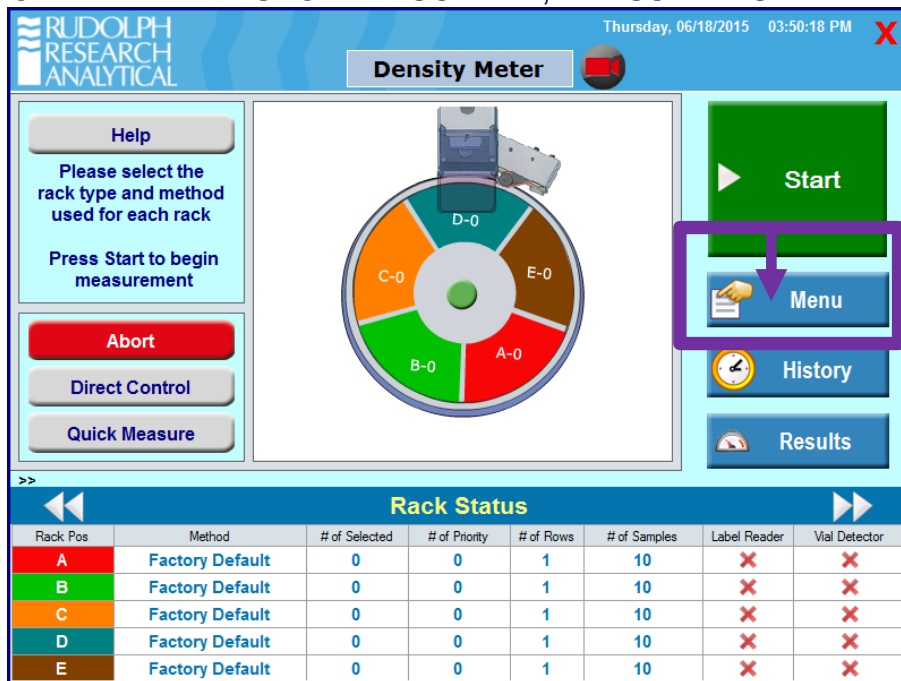 RUDOLPH
RESEARCH
ANALYTICAL
Thursday, 06/18/2015 03:50:18 PM X
Density Meter
Help
Please select the
rack type and method
used for each rack
Press Start to begin
measurement
Abort
Direct Control
Quick Measure
D-0
C-0
E-0
B-0
A-0
Start
Menu
History
Results
>>
Rack Status
Rack Pos Method # of Selected # of Priority # of Rows # of Samples Label Reader Vial Detector
A Factory Default 0 0 1 10
B Factory Default 0 0 1 10
C Factory Default 0 0 1 10
D Factory Default 0 0 1 10
E Factory Default 0 0 1 10